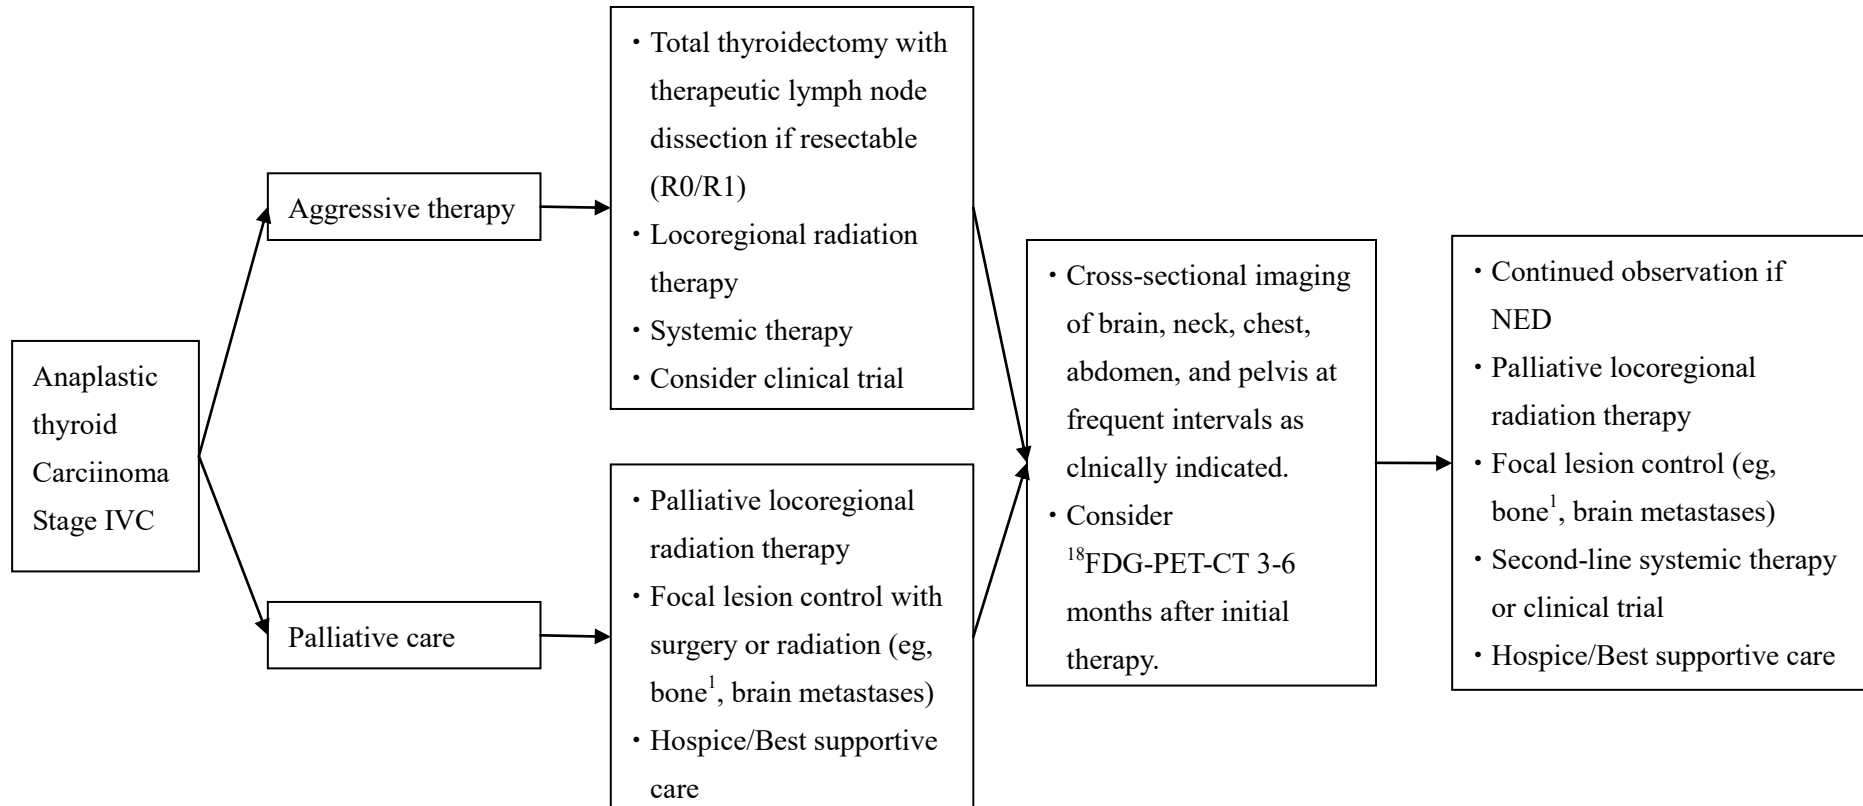 Anaplastic
thyroid
Carciinoma
Stage IVC
Aggressive therapy
・Total thyroidectomy with
therapeutic lymph node
dissection if resectable
(R0/R1)
・Locoregional radiation
therapy
・Systemic therapy
・Consider clinical trial
Palliative care
・Palliative locoregional
radiation therapy
・Focal lesion control with
surgery or radiation (eg,
bone¹, brain metastases)
・Hospice/Best supportive
care
・Cross-sectional imaging
of brain, neck, chest,
abdomen, and pelvis at
frequent intervals as
clnically indicated.
・Consider
¹⁸FDG-PET-CT 3-6
months after initial
therapy.
・Continued observation if
NED
・Palliative locoregional
radiation therapy
・Focal lesion control (eg,
bone¹, brain metastases)
・Second-line systemic therapy
or clinical trial
・Hospice/Best supportive care